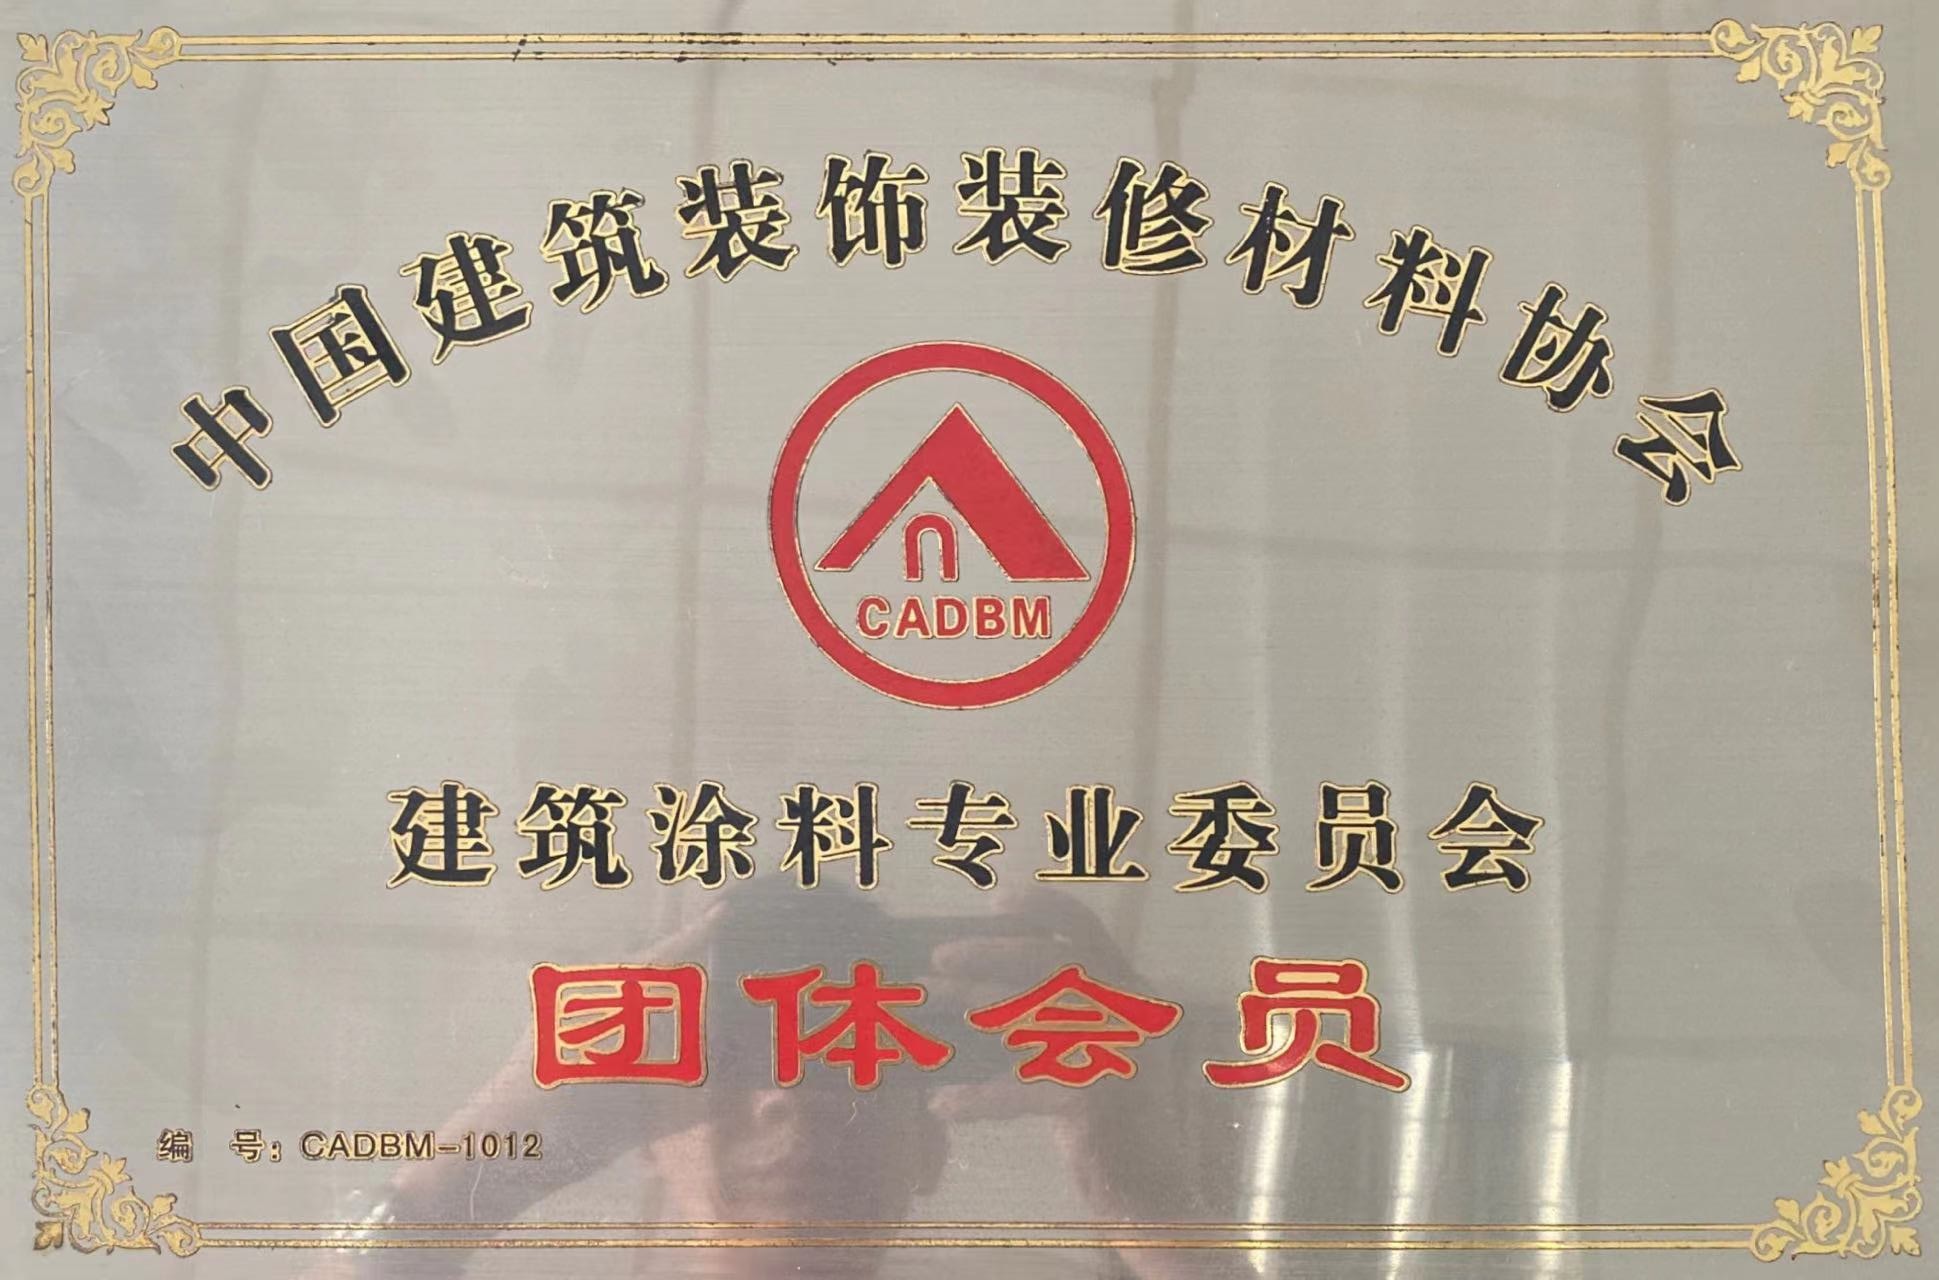 中国建筑装饰装修材料协会
CADBM
建筑涂料专业委员会
团体会员
编 号：CADBM-1012